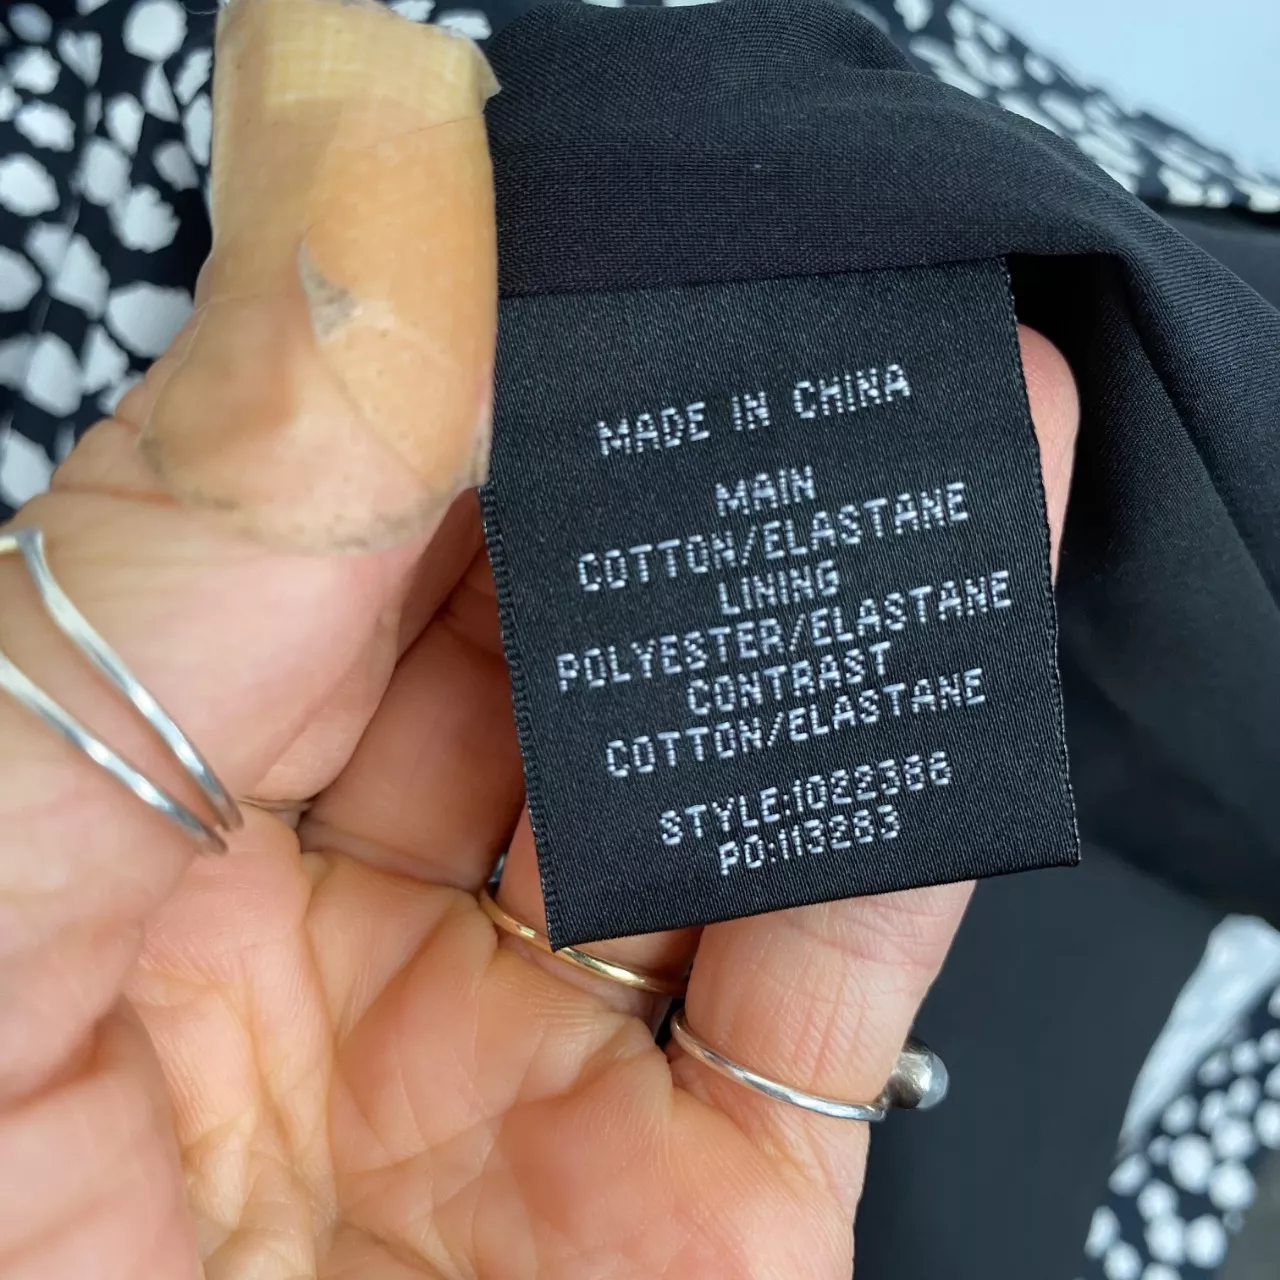 MADE IN CHINA
MAIN
COTTON/ELASTANE
LINING
POLYESTER/ELASTANE
CONTRAST
COTTON/ELASTANE
STYLE:1022366
PO:113283